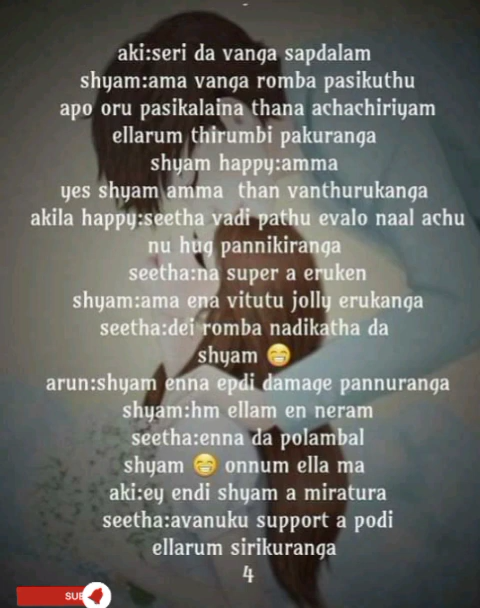 aki:seri da vanga sapdalam
shyam:ama vanga romba pasikuthu
apo oru pasikalaina thana achachiriyam
ellarum thirumbi pakuranga
shyam happy:amma
yes shyam amma than vanthurukanga
akila happy:seetha vadi pathu evalo naal achu
nu hug pannikiranga
seetha:na super a eruken
shyam:ama ena vitutu jolly erukanga
seetha:dei romba nadikatha da
shyam 😁
arun:shyam enna epdi damage pannuranga
shyam:hm ellam en neram
seetha:enna da polambal
shyam 😁 onnum ella ma
aki:ey endi shyam a miratura
seetha:avanuku support a podi
ellarum sirikuranga
4